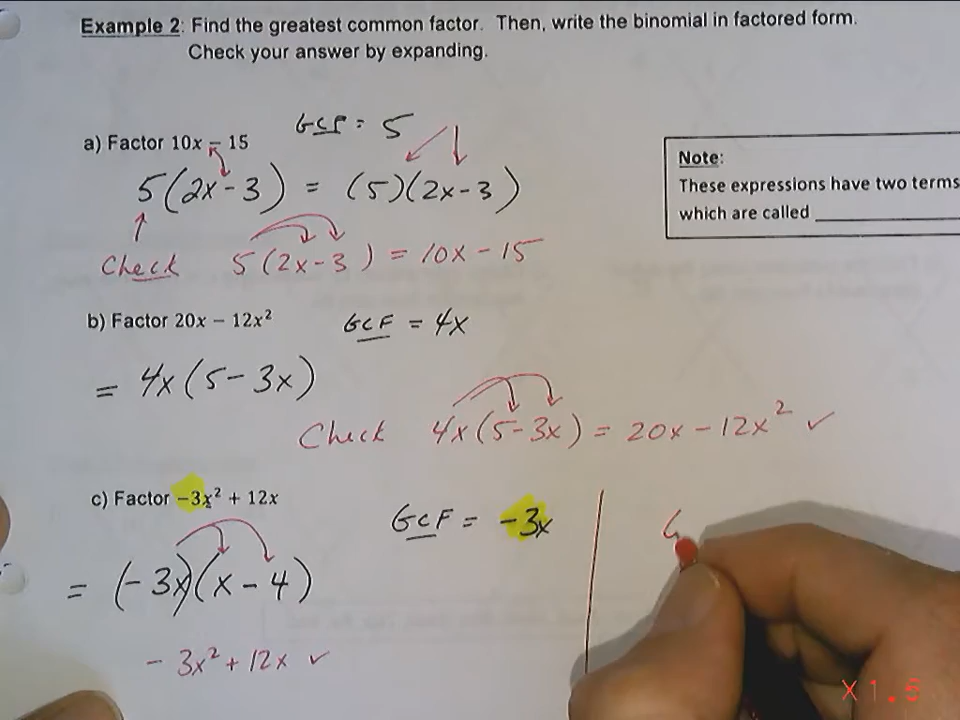 Example 2: Find the greatest common factor. Then, write the binomial in factored form.
Check your answer by expanding.
a) Factor 10x – 15
GCF = 5
5(2x-3) = (5)(2x-3)
Note:
These expressions have two terms
which are called ____________
Check 5(2x-3) = 10x-15
b) Factor 20x – 12x²
GCF = 4x
= 4x(5-3x)
Check 4x(5-3x) = 20x-12x² ✓
c) Factor –3x² + 12x
GCF = -3x
= (-3x)(x-4)
-3x²+12x ✓
X1.5